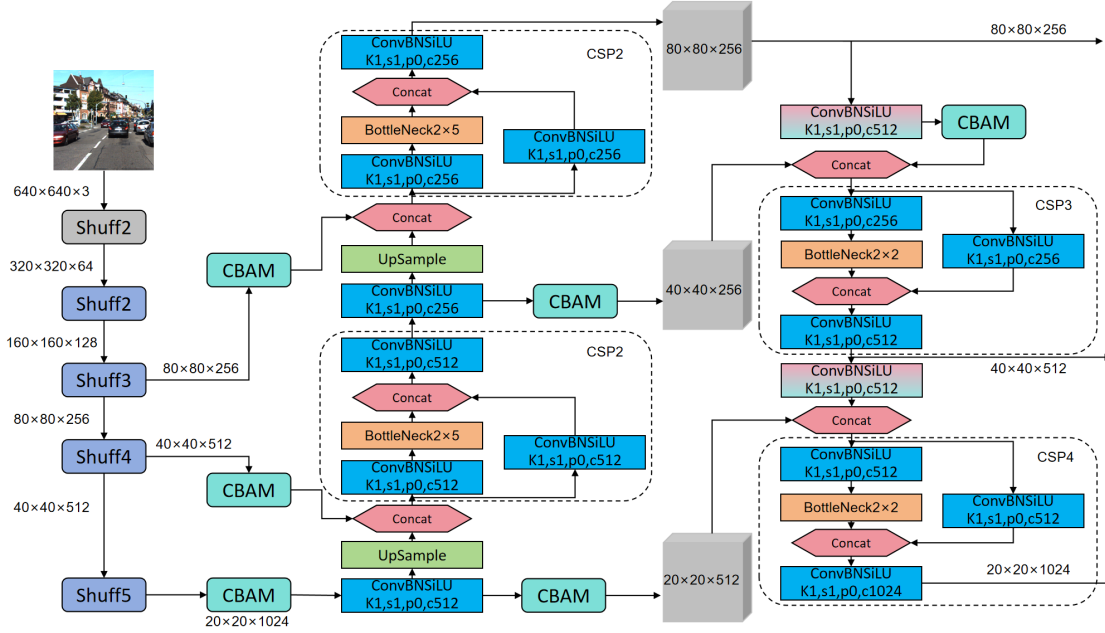 640×640×3
Shuff2
320×320×64
Shuff2
160×160×128
Shuff3
80×80×256
80×80×256
Shuff4
40×40×512
40×40×512
Shuff5
CBAM
CBAM
CBAM
20×20×1024
CSP2
ConvBNSiLU
K1,s1,p0,c256
Concat
BottleNeck2×5
ConvBNSiLU
K1,s1,p0,c256
ConvBNSiLU
K1,s1,p0,c256
Concat
UpSample
ConvBNSiLU
K1,s1,p0,c256
CBAM
CSP2
ConvBNSiLU
K1,s1,p0,c512
Concat
BottleNeck2×5
ConvBNSiLU
K1,s1,p0,c512
ConvBNSiLU
K1,s1,p0,c512
Concat
UpSample
ConvBNSiLU
K1,s1,p0,c512
CBAM
80×80×256
40×40×256
20×20×512
80×80×256
ConvBNSiLU
K1,s1,p0,c512
CBAM
Concat
CSP3
ConvBNSiLU
K1,s1,p0,c256
BottleNeck2×2
ConvBNSiLU
K1,s1,p0,c256
Concat
ConvBNSiLU
K1,s1,p0,c512
40×40×512
ConvBNSiLU
K1,s1,p0,c512
Concat
CSP4
ConvBNSiLU
K1,s1,p0,c512
BottleNeck2×2
ConvBNSiLU
K1,s1,p0,c512
Concat
ConvBNSiLU
K1,s1,p0,c1024
20×20×1024